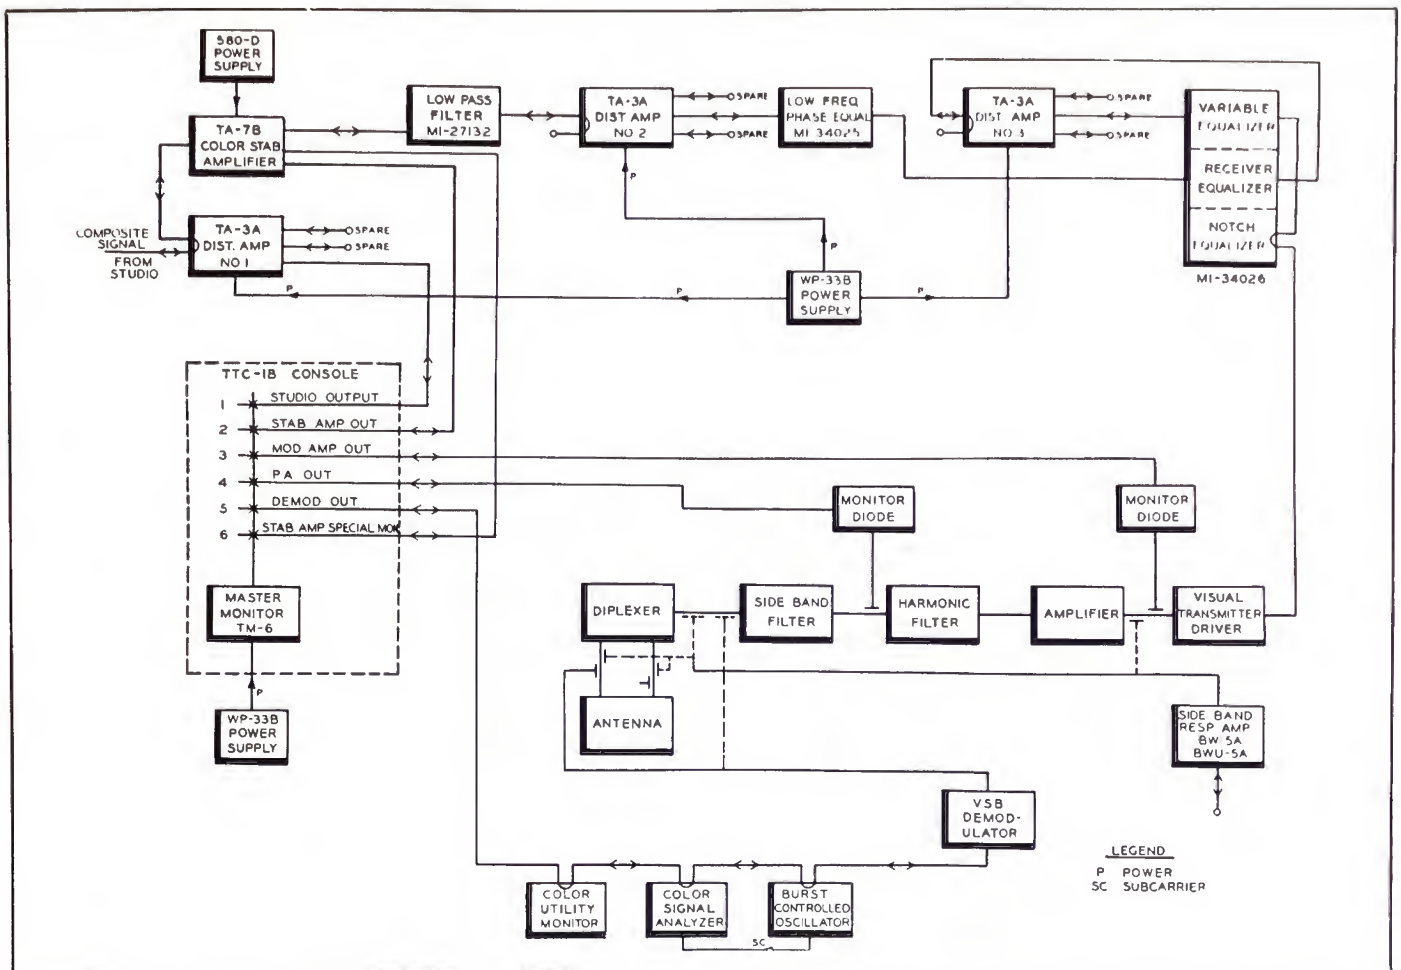 580-D
POWER
SUPPLY
TA-7B
COLOR STAB
AMPLIFIER
LOW PASS
FILTER
MI-27132
TA-3A
DIST AMP
NO 2
SPARE
SPARE
LOW FREQ
PHASE EQUAL
MI 34025
TA-3A
DIST AMP
NO 3
SPARE
SPARE
VARIABLE
EQUALIZER
RECEIVER
EQUALIZER
NOTCH
EQUALIZER
MI-34026
COMPOSITE
SIGNAL
FROM
STUDIO
TA-3A
DIST. AMP
NO 1
SPARE
SPARE
P
P
P
P
P
WP-33B
POWER
SUPPLY
TTC-1B CONSOLE
1 STUDIO OUTPUT
2 STAB AMP OUT
3 MOD AMP OUT
4 P A OUT
5 DEMOD OUT
6 STAB AMP SPECIAL MON
MASTER
MONITOR
TM-6
P
WP-33B
POWER
SUPPLY
MONITOR
DIODE
MONITOR
DIODE
DIPLEXER
SIDE BAND
FILTER
HARMONIC
FILTER
AMPLIFIER
VISUAL
TRANSMITTER
DRIVER
ANTENNA
SIDE BAND
RESP AMP
BW-5A
BWU-5A
VSB
DEMOD-
ULATOR
COLOR
UTILITY
MONITOR
COLOR
SIGNAL
ANALYZER
BURST
CONTROLLED
OSCILLATOR
SC
LEGEND
P POWER
SC SUBCARRIER